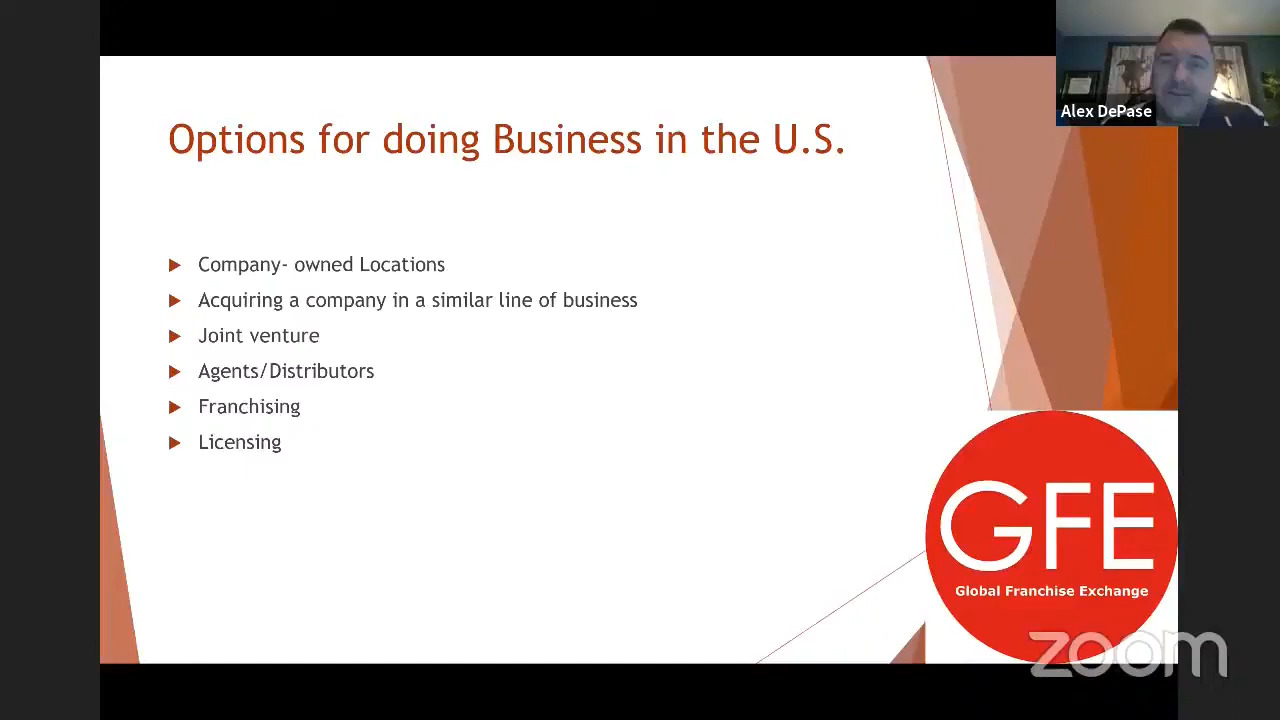 Alex DePase
Options for doing Business in the U.S.
Company- owned Locations
Acquiring a company in a similar line of business
Joint venture
Agents/Distributors
Franchising
Licensing
GFE
Global Franchise Exchange
zoom